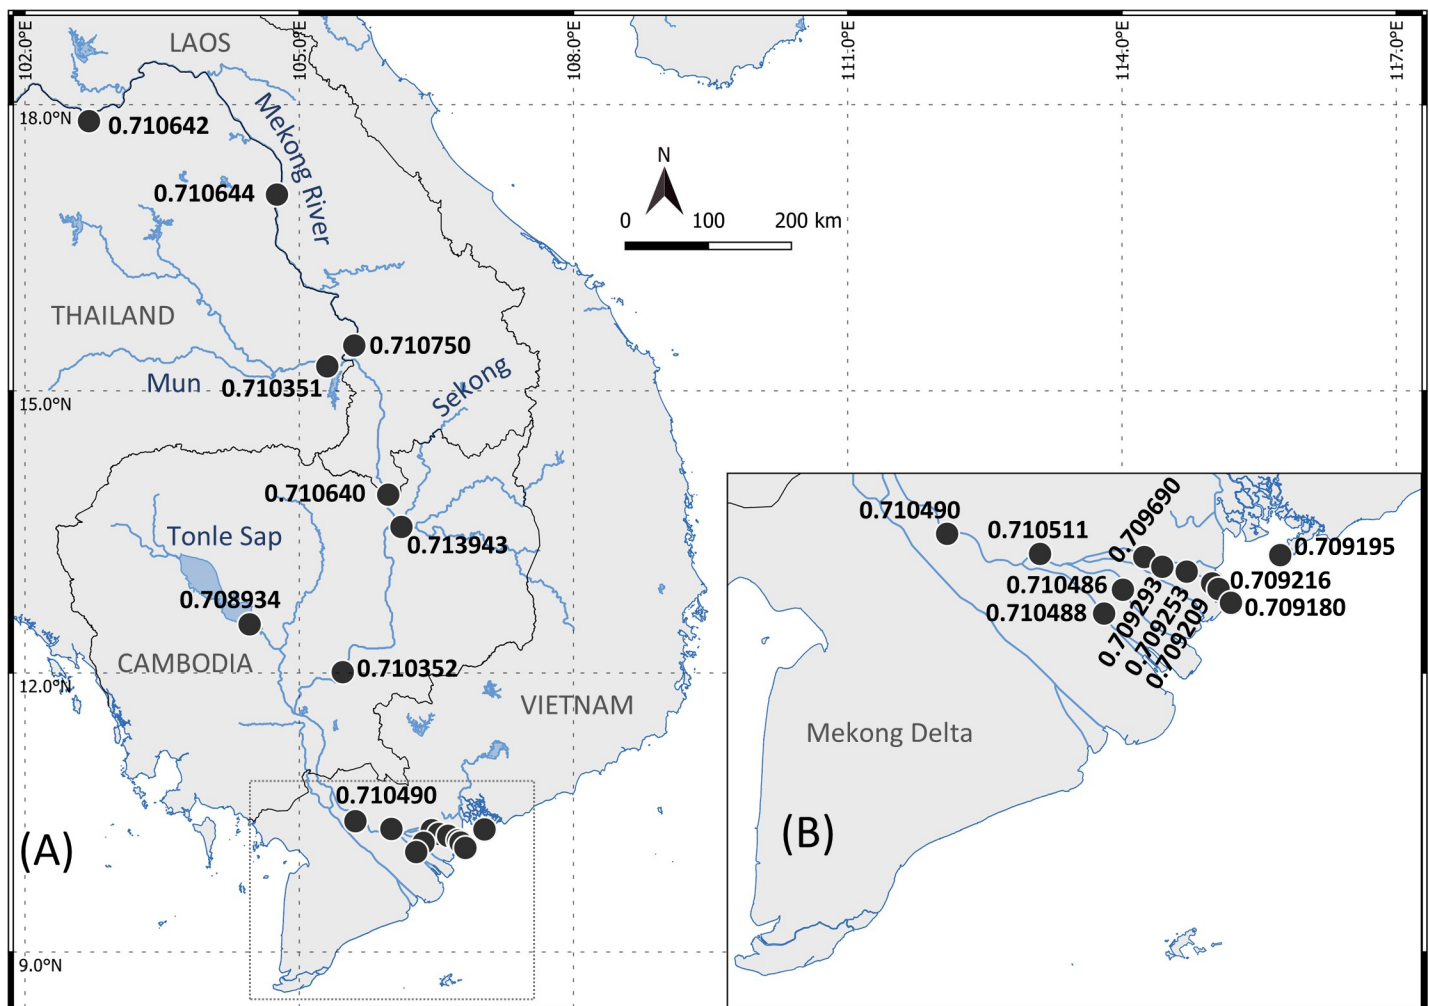 102.0°E
105.0°E
108.0°E
111.0°E
114.0°E
117.0°E
LAOS
18.0°N
0.710642
Mekong River
0.710644
N
0 100 200 km
THAILAND
0.710750
Mun
0.710351
Sekong
15.0°N
0.710640
0.713943
Tonle Sap
0.708934
CAMBODIA
0.710352
12.0°N
VIETNAM
0.710490
(A)
9.0°N
0.710490
0.710511
0.709690
0.709195
0.710486
0.709216
0.710488
0.709180
0.709293
0.709253
0.709209
Mekong Delta
(B)